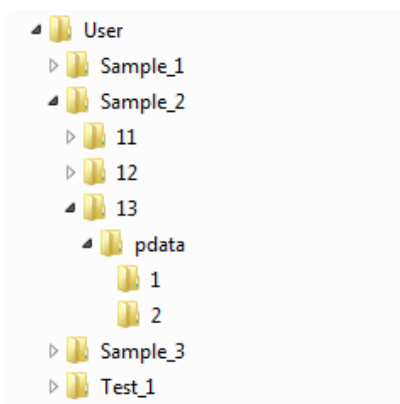 User
Sample_1
Sample_2
11
12
13
pdata
1
2
Sample_3
Test_1